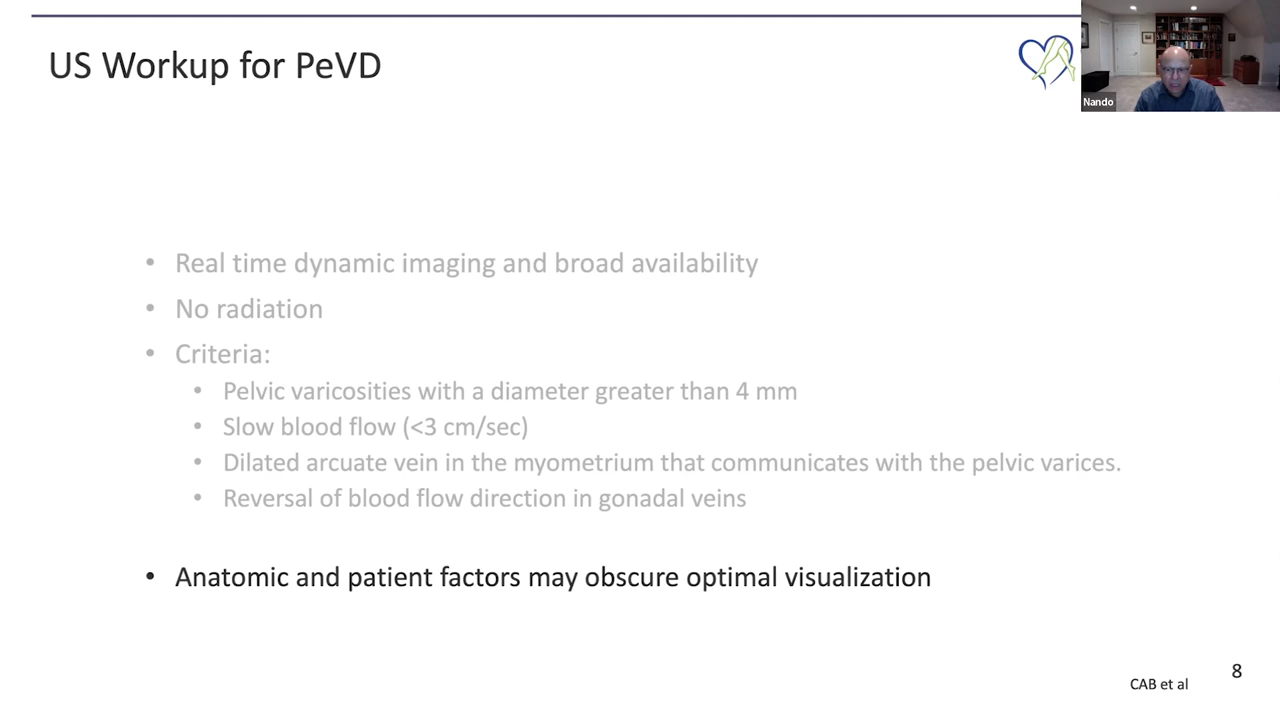 US Workup for PeVD
Nando
• Real time dynamic imaging and broad availability
• No radiation
• Criteria:
• Pelvic varicosities with a diameter greater than 4 mm
• Slow blood flow (<3 cm/sec)
• Dilated arcuate vein in the myometrium that communicates with the pelvic varices.
• Reversal of blood flow direction in gonadal veins
• Anatomic and patient factors may obscure optimal visualization
CAB et al
8